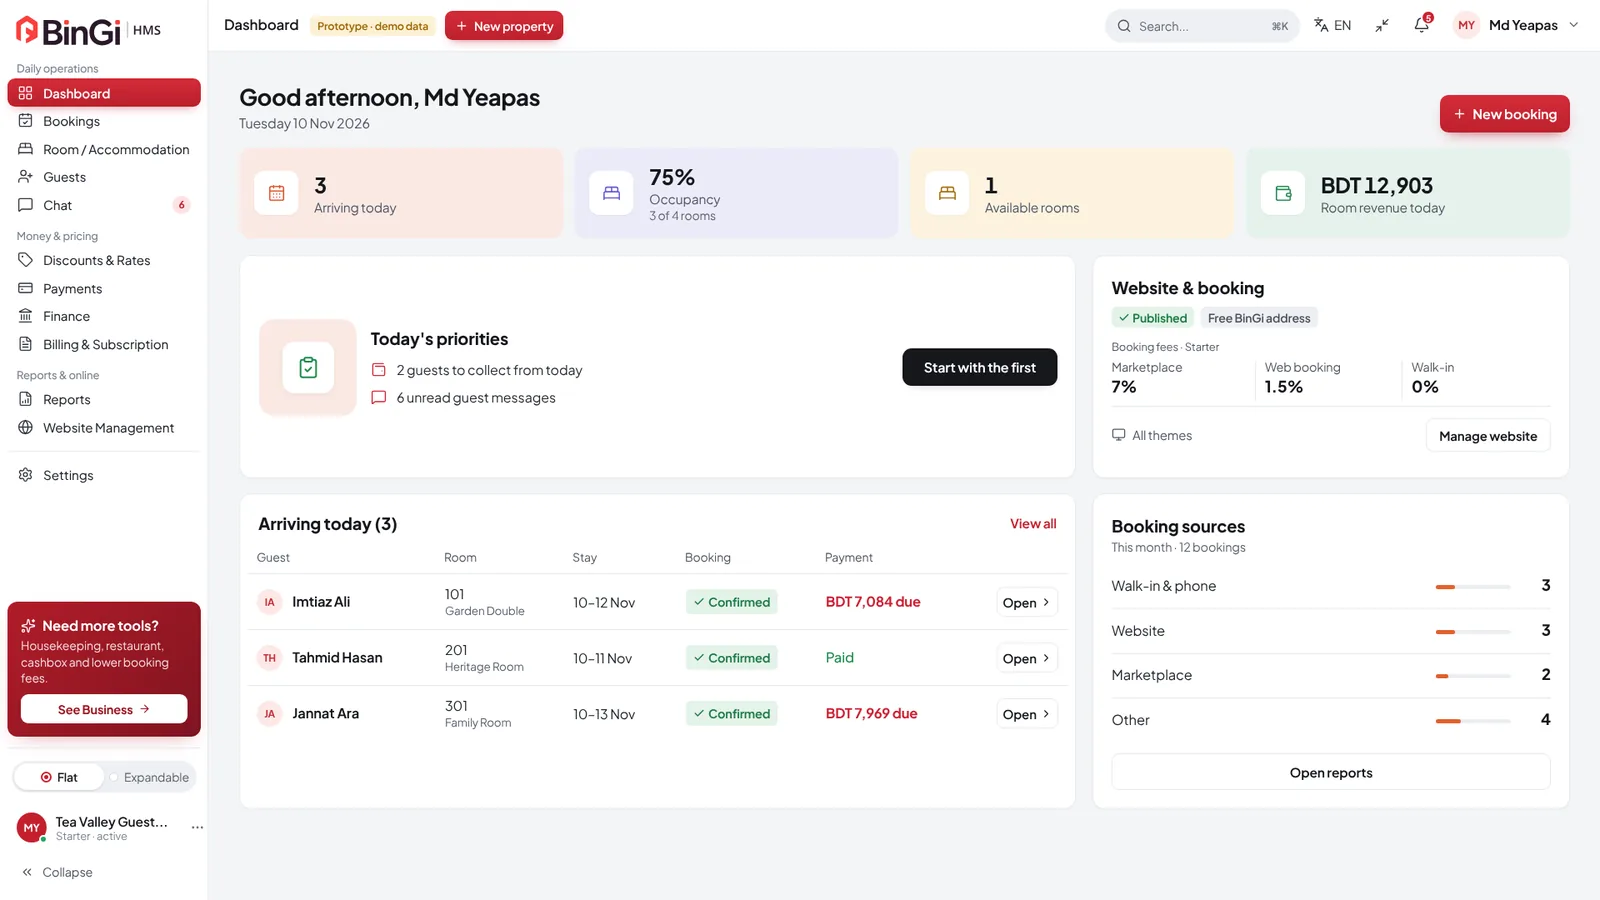 BinGi HMS
Daily operations
Dashboard
Bookings
Room / Accommodation
Guests
Chat 6
Money & pricing
Discounts & Rates
Payments
Finance
Billing & Subscription
Reports & online
Reports
Website Management
Settings
Need more tools?
Housekeeping, restaurant,
cashbox and lower booking
fees.
See Business →
Flat Expandable
MY Tea Valley Guest... ...
Starter · active
« Collapse
Dashboard Prototype · demo data + New property Search... ⌘K EN 5 MY Md Yeapas
Good afternoon, Md Yeapas
Tuesday 10 Nov 2026
+ New booking
3
Arriving today
75%
Occupancy
3 of 4 rooms
1
Available rooms
BDT 12,903
Room revenue today
Today's priorities
2 guests to collect from today
6 unread guest messages
Start with the first
Website & booking
Published Free BinGi address
Booking fees · Starter
Marketplace Web booking Walk-in
7% 1.5% 0%
All themes Manage website
Arriving today (3) View all
Guest Room Stay Booking Payment
IA Imtiaz Ali 101 10–12 Nov Confirmed BDT 7,084 due Open
Garden Double
TH Tahmid Hasan 201 10–11 Nov Confirmed Paid Open
Heritage Room
JA Jannat Ara 301 10–13 Nov Confirmed BDT 7,969 due Open
Family Room
Booking sources
This month · 12 bookings
Walk-in & phone 3
Website 3
Marketplace 2
Other 4
Open reports